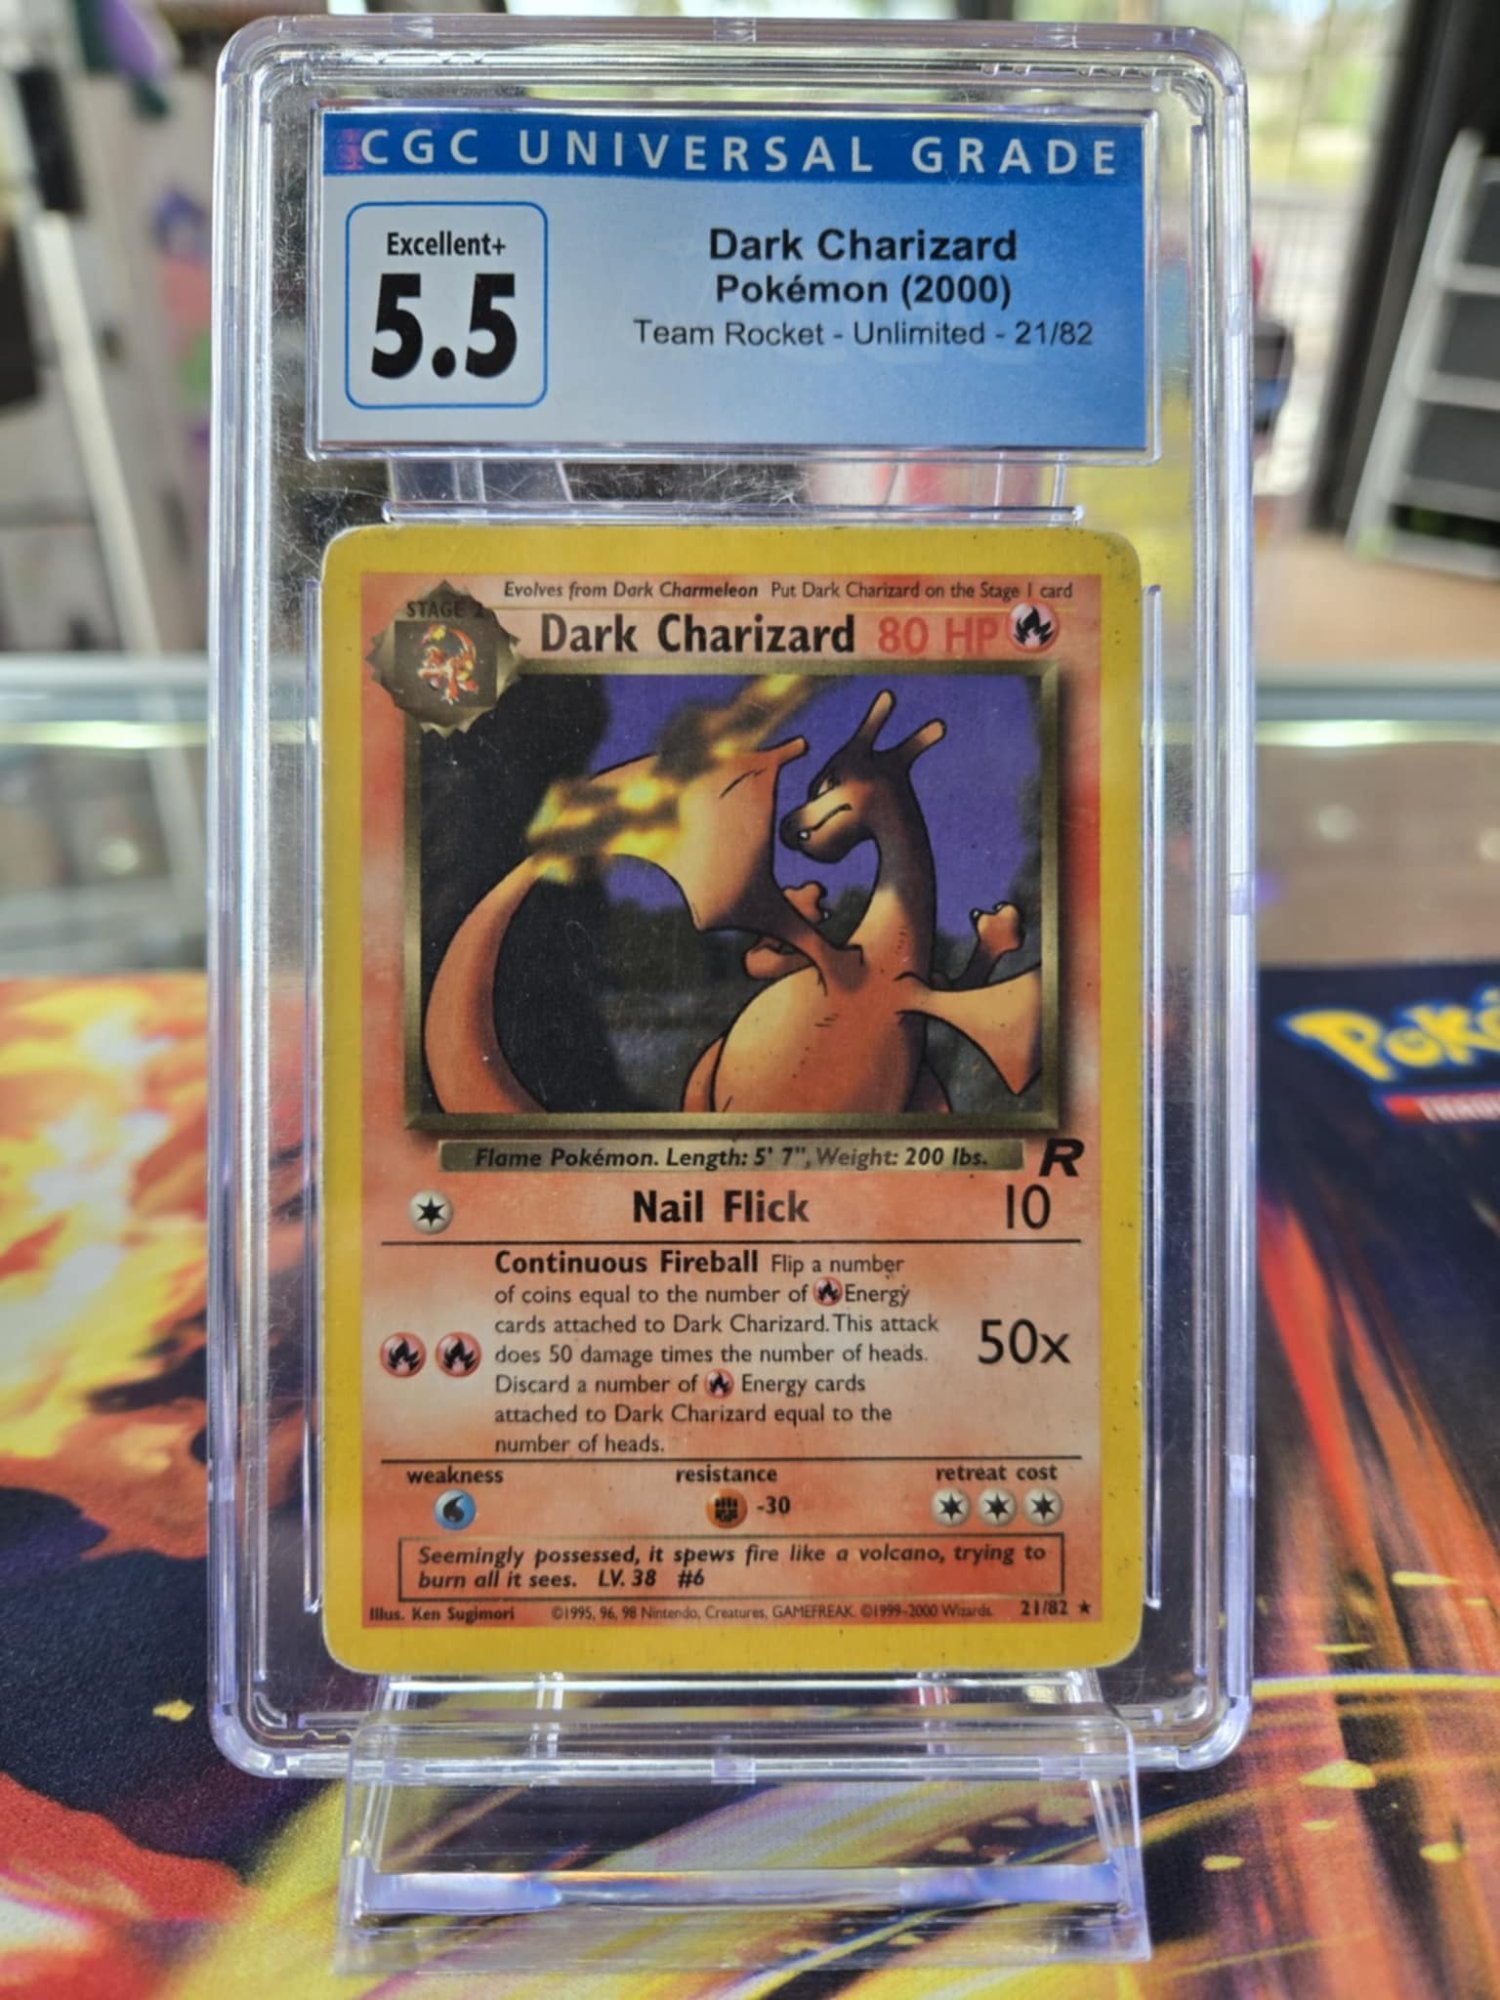 CGC UNIVERSAL GRADE
Excellent+
5.5
Dark Charizard
Pokémon (2000)
Team Rocket - Unlimited - 21/82
Evolves from Dark Charmeleon Put Dark Charizard on the Stage 1 card
STAGE 2
Dark Charizard 80 HP
Flame Pokémon. Length: 5' 7", Weight: 200 lbs.
R
Nail Flick 10
Continuous Fireball Flip a number
of coins equal to the number of Energy
cards attached to Dark Charizard. This attack
does 50 damage times the number of heads.
Discard a number of Energy cards
attached to Dark Charizard equal to the
number of heads.
50x
weakness resistance retreat cost
-30
Seemingly possessed, it spews fire like a volcano, trying to
burn all it sees. LV. 38 #6
Illus. Ken Sugimori ©1995, 96, 98 Nintendo, Creatures, GAMEFREAK. ©1999-2000 Wizards. 21/82 ★
Poké